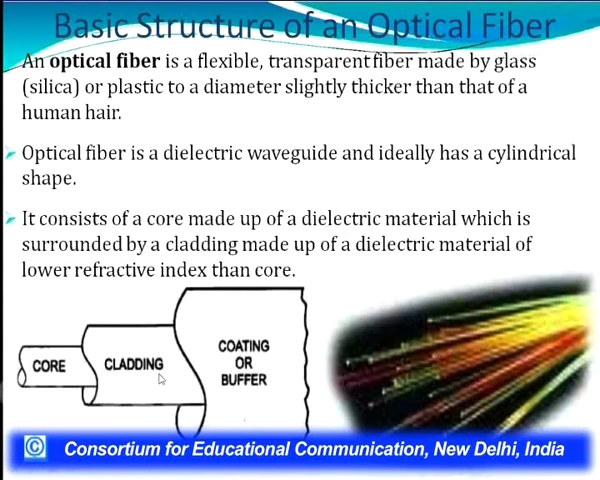 Basic Structure of an Optical Fiber
An optical fiber is a flexible, transparent fiber made by glass
(silica) or plastic to a diameter slightly thicker than that of a
human hair.
Optical fiber is a dielectric waveguide and ideally has a cylindrical
shape.
It consists of a core made up of a dielectric material which is
surrounded by a cladding made up of a dielectric material of
lower refractive index than core.
CORE
CLADDING
COATING
OR
BUFFER
© Consortium for Educational Communication, New Delhi, India